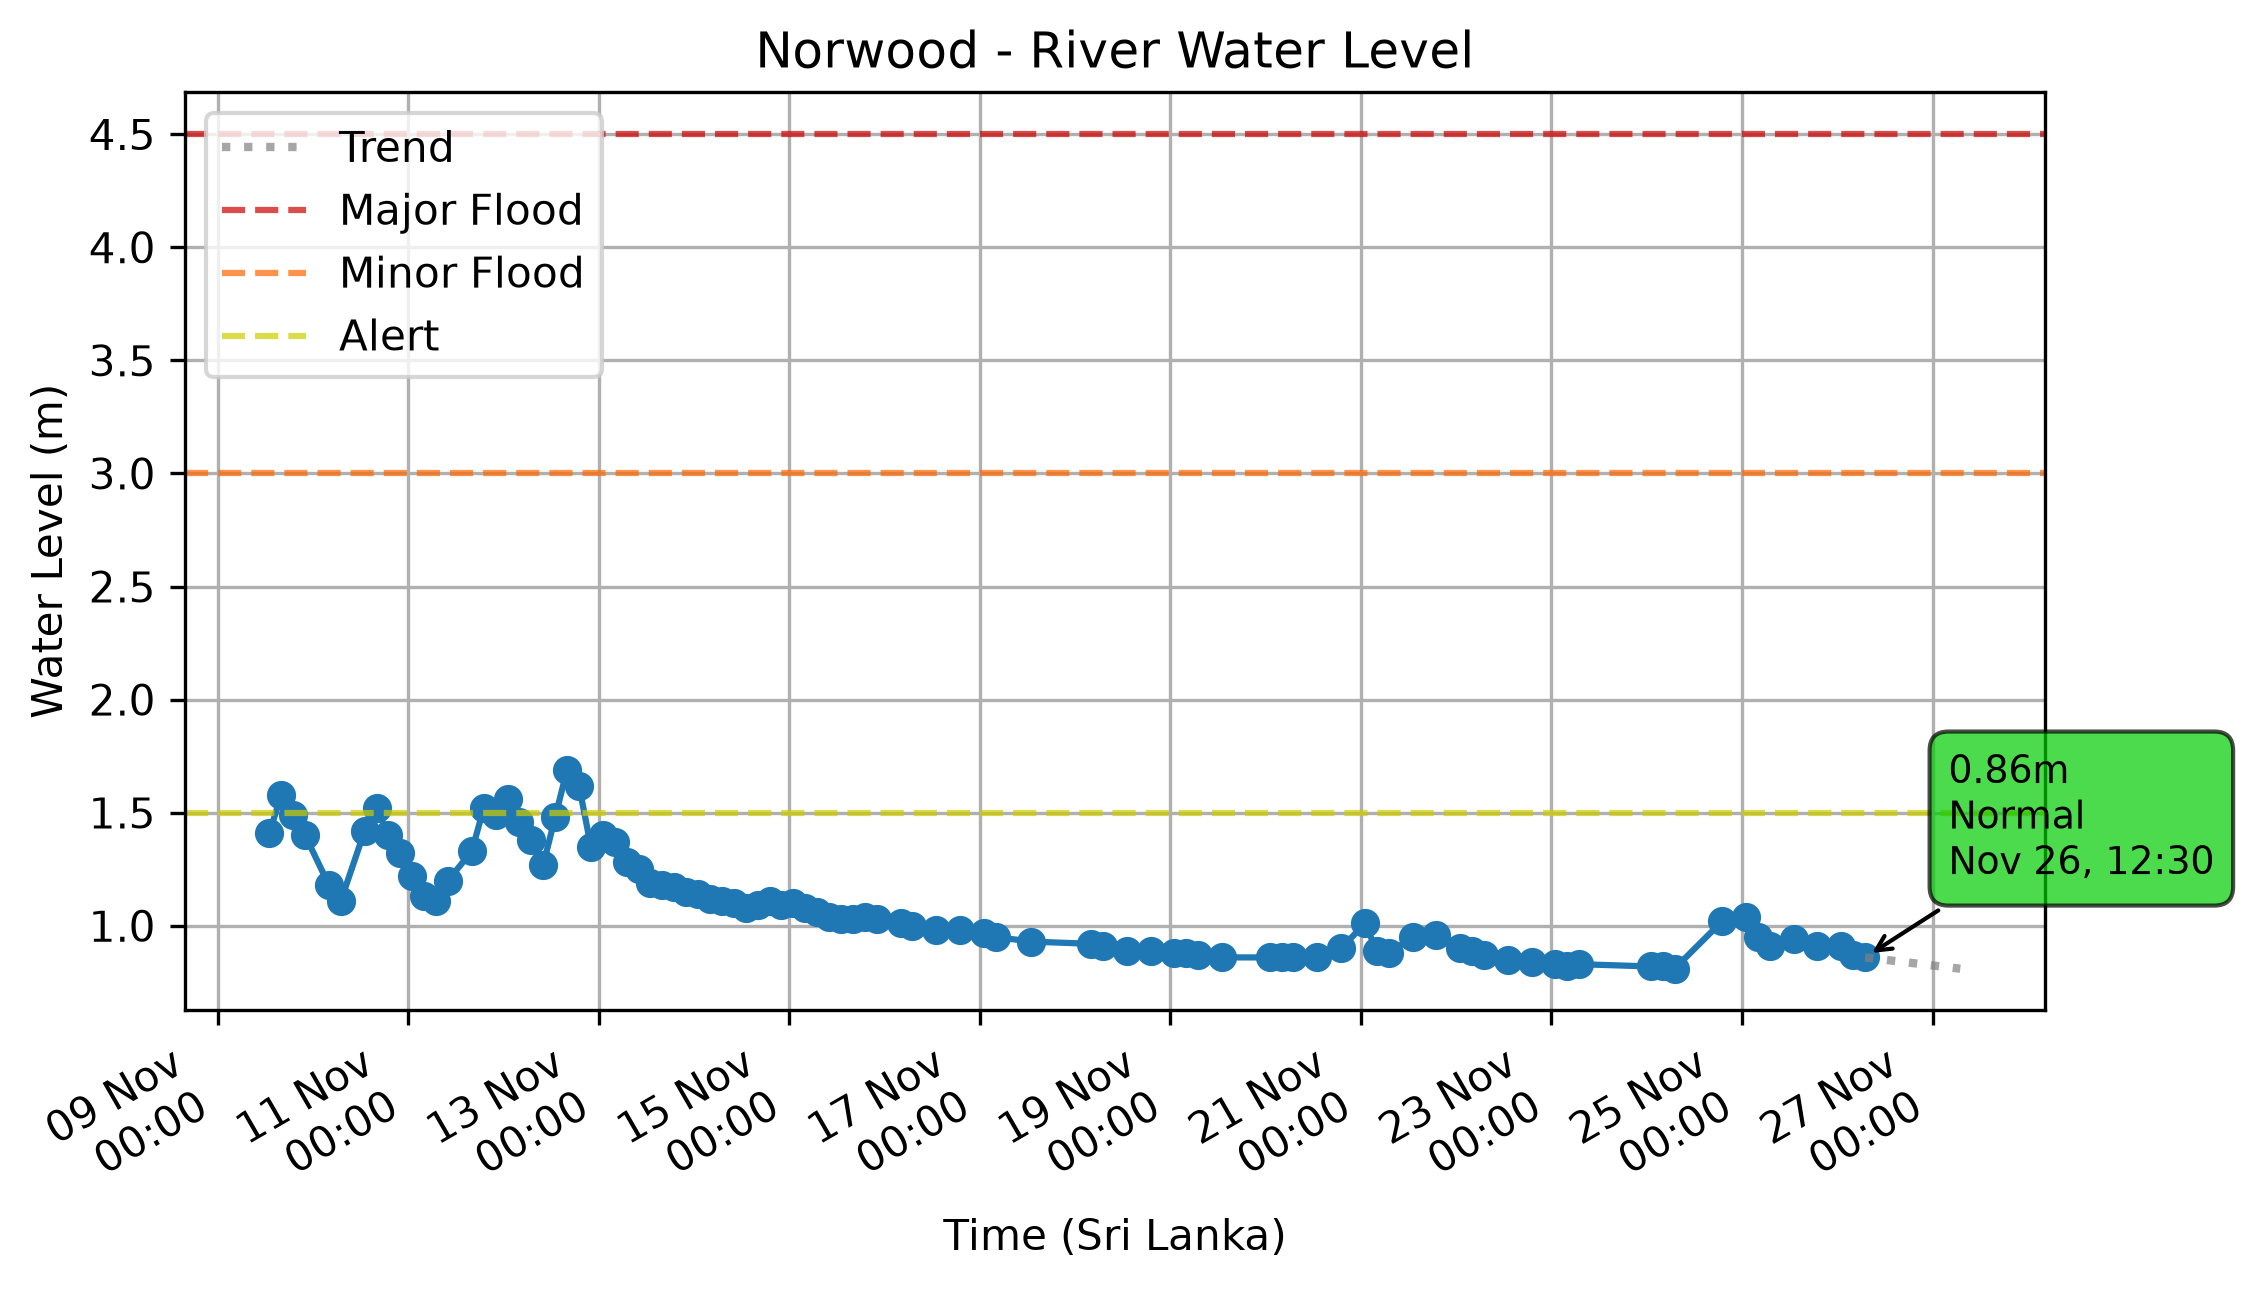 Norwood - River Water Level
Trend
Major Flood
Minor Flood
Alert
4.5
4.0
3.5
3.0
2.5
2.0
1.5
1.0
Water Level (m)
0.86m
Normal
Nov 26, 12:30
09 Nov
00:00
11 Nov
00:00
13 Nov
00:00
15 Nov
00:00
17 Nov
00:00
19 Nov
00:00
21 Nov
00:00
23 Nov
00:00
25 Nov
00:00
27 Nov
00:00
Time (Sri Lanka)